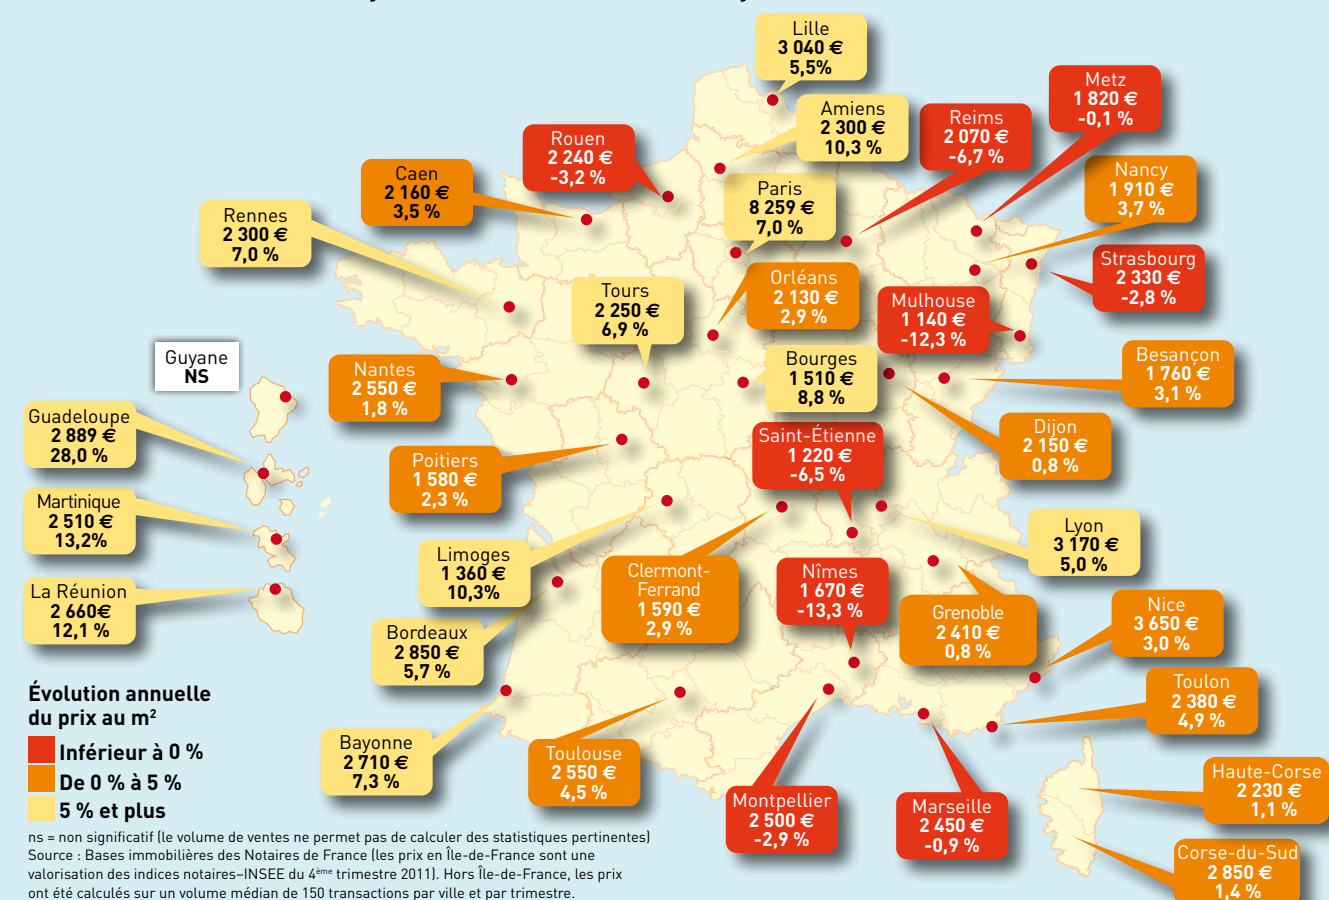 Lille
3 040 €
5,5%
Amiens
2 300 €
10,3 %
Reims
2 070 €
-6,7 %
Metz
1 820 €
-0,1 %
Rouen
2 240 €
-3,2 %
Caen
2 160 €
3,5 %
Paris
8 259 €
7,0 %
Nancy
1 910 €
3,7 %
Rennes
2 300 €
7,0 %
Strasbourg
2 330 €
-2,8 %
Orléans
2 130 €
2,9 %
Tours
2 250 €
6,9 %
Mulhouse
1 140 €
-12,3 %
Guyane
NS
Nantes
2 550 €
1,8 %
Bourges
1 510 €
8,8 %
Besançon
1 760 €
3,1 %
Guadeloupe
2 889 €
28,0 %
Dijon
2 150 €
0,8 %
Saint-Étienne
1 220 €
-6,5 %
Poitiers
1 580 €
2,3 %
Martinique
2 510 €
13,2%
Lyon
3 170 €
5,0 %
Limoges
1 360 €
10,3%
Clermont-
Ferrand
1 590 €
2,9 %
Nîmes
1 670 €
-13,3 %
La Réunion
2 660€
12,1 %
Grenoble
2 410 €
0,8 %
Nice
3 650 €
3,0 %
Bordeaux
2 850 €
5,7 %
Toulon
2 380 €
4,9 %
Bayonne
2 710 €
7,3 %
Toulouse
2 550 €
4,5 %
Montpellier
2 500 €
-2,9 %
Marseille
2 450 €
-0,9 %
Haute-Corse
2 230 €
1,1 %
Corse-du-Sud
2 850 €
1,4 %
Évolution annuelle
du prix au m²
Inférieur à 0 %
De 0 % à 5 %
5 % et plus
ns = non significatif (le volume de ventes ne permet pas de calculer des statistiques pertinentes)
Source : Bases immobilières des Notaires de France (les prix en Île-de-France sont une
valorisation des indices notaires–INSEE du 4ème trimestre 2011). Hors Île-de-France, les prix
ont été calculés sur un volume médian de 150 transactions par ville et par trimestre.